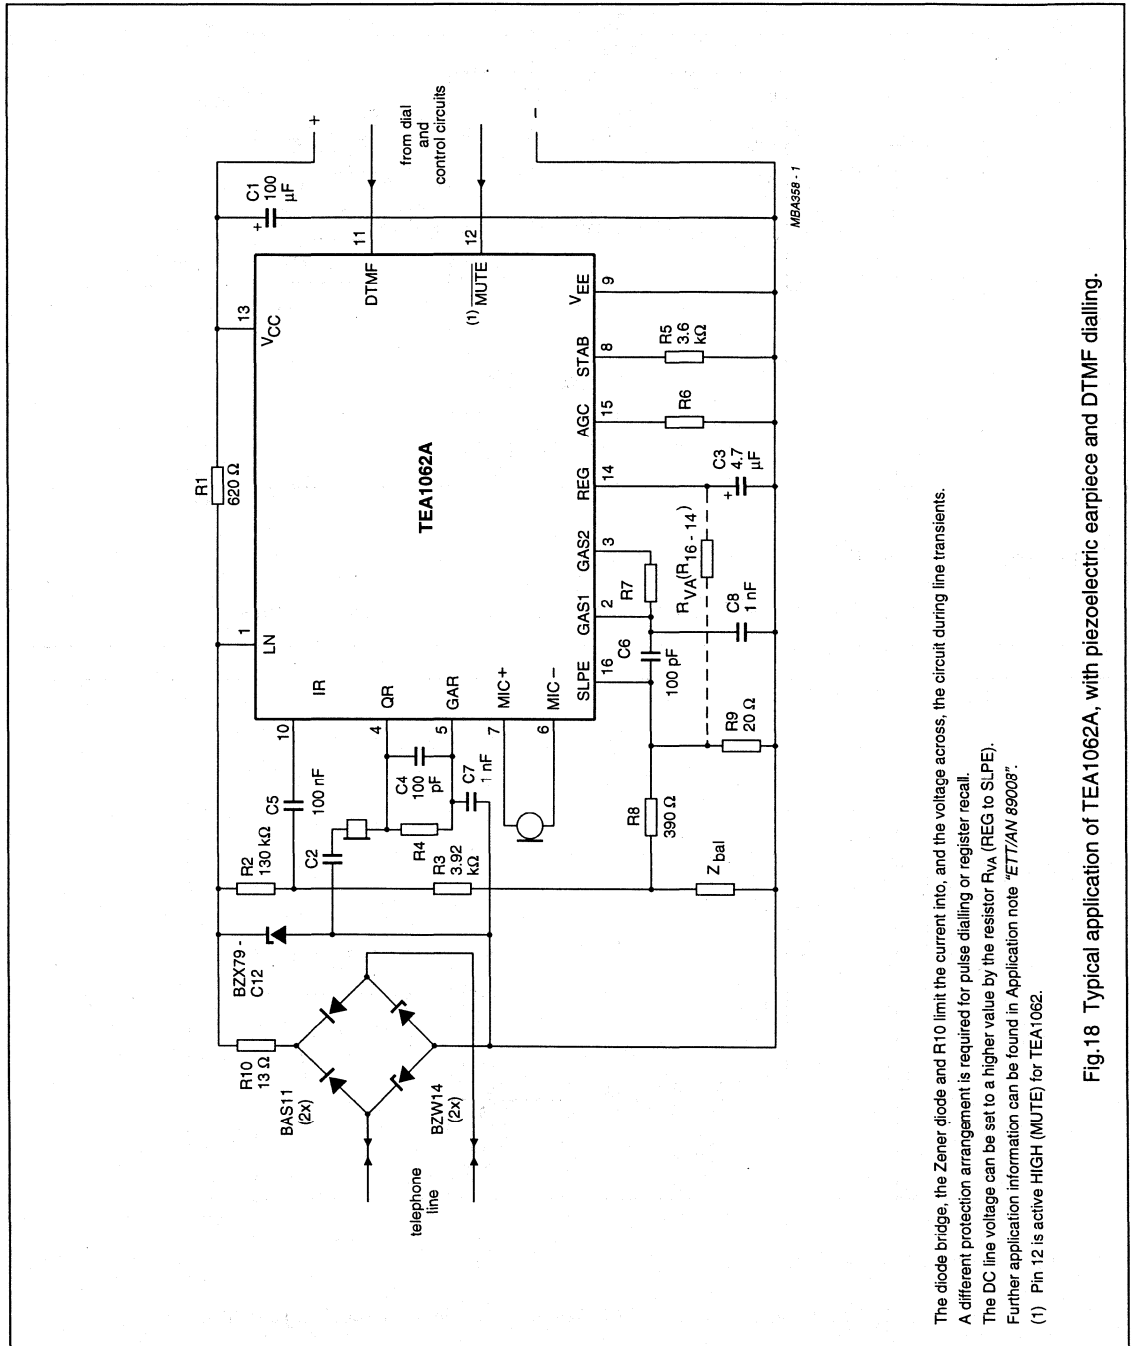 from dial
and
control circuits
+
−
C1
100
µF
+
11
12
DTMF
(1) MUTE
13
VCC
VEE
9
MBA358 - 1
R1
620 Ω
TEA1062A
STAB
8
R5
3.6
kΩ
AGC
15
R6
REG
14
C3
4.7
µF
+
GAS2
3
R7
RVA(R16 - 14)
GAS1
2
C6
100 pF
C8
1 nF
SLPE
16
R9
20 Ω
1
LN
IR
10
QR
4
GAR
5
MIC+
7
MIC−
6
C5
100 nF
C4
100
pF
C7
1 nF
R2
130 kΩ
C2
R4
R3
3.92
kΩ
R8
390 Ω
Zbal
BZX79 -
C12
R10
13 Ω
BAS11
(2x)
BZW14
(2x)
telephone
line
The diode bridge, the Zener diode and R10 limit the current into, and the voltage across, the circuit during line transients.
A different protection arrangement is required for pulse dialling or register recall.
The DC line voltage can be set to a higher value by the resistor RVA (REG to SLPE).
Further application information can be found in Application note "ETT/AN 89008".
(1) Pin 12 is active HIGH (MUTE) for TEA1062.
Fig.18 Typical application of TEA1062A, with piezoelectric earpiece and DTMF dialling.